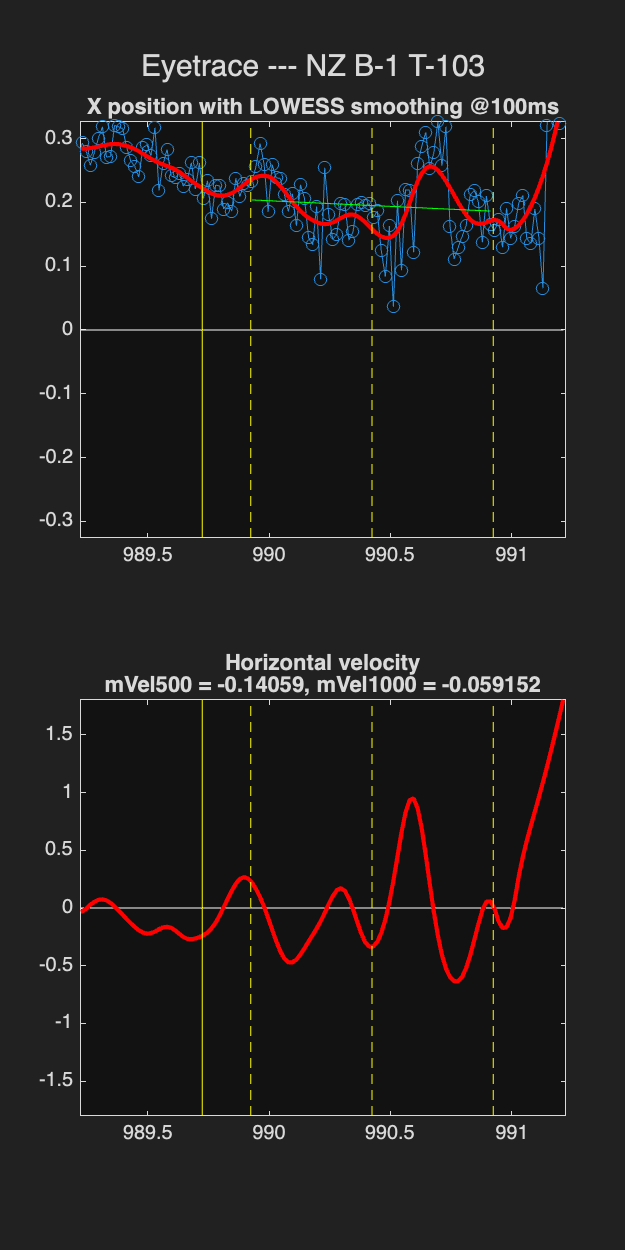 Eyetrace --- NZ B-1 T-103
X position with LOWESS smoothing @100ms
0.3
0.2
0.1
0
-0.1
-0.2
-0.3
989.5 990 990.5 991
Horizontal velocity
mVel500 = -0.14059, mVel1000 = -0.059152
1.5
1
0.5
0
-0.5
-1
-1.5
989.5 990 990.5 991